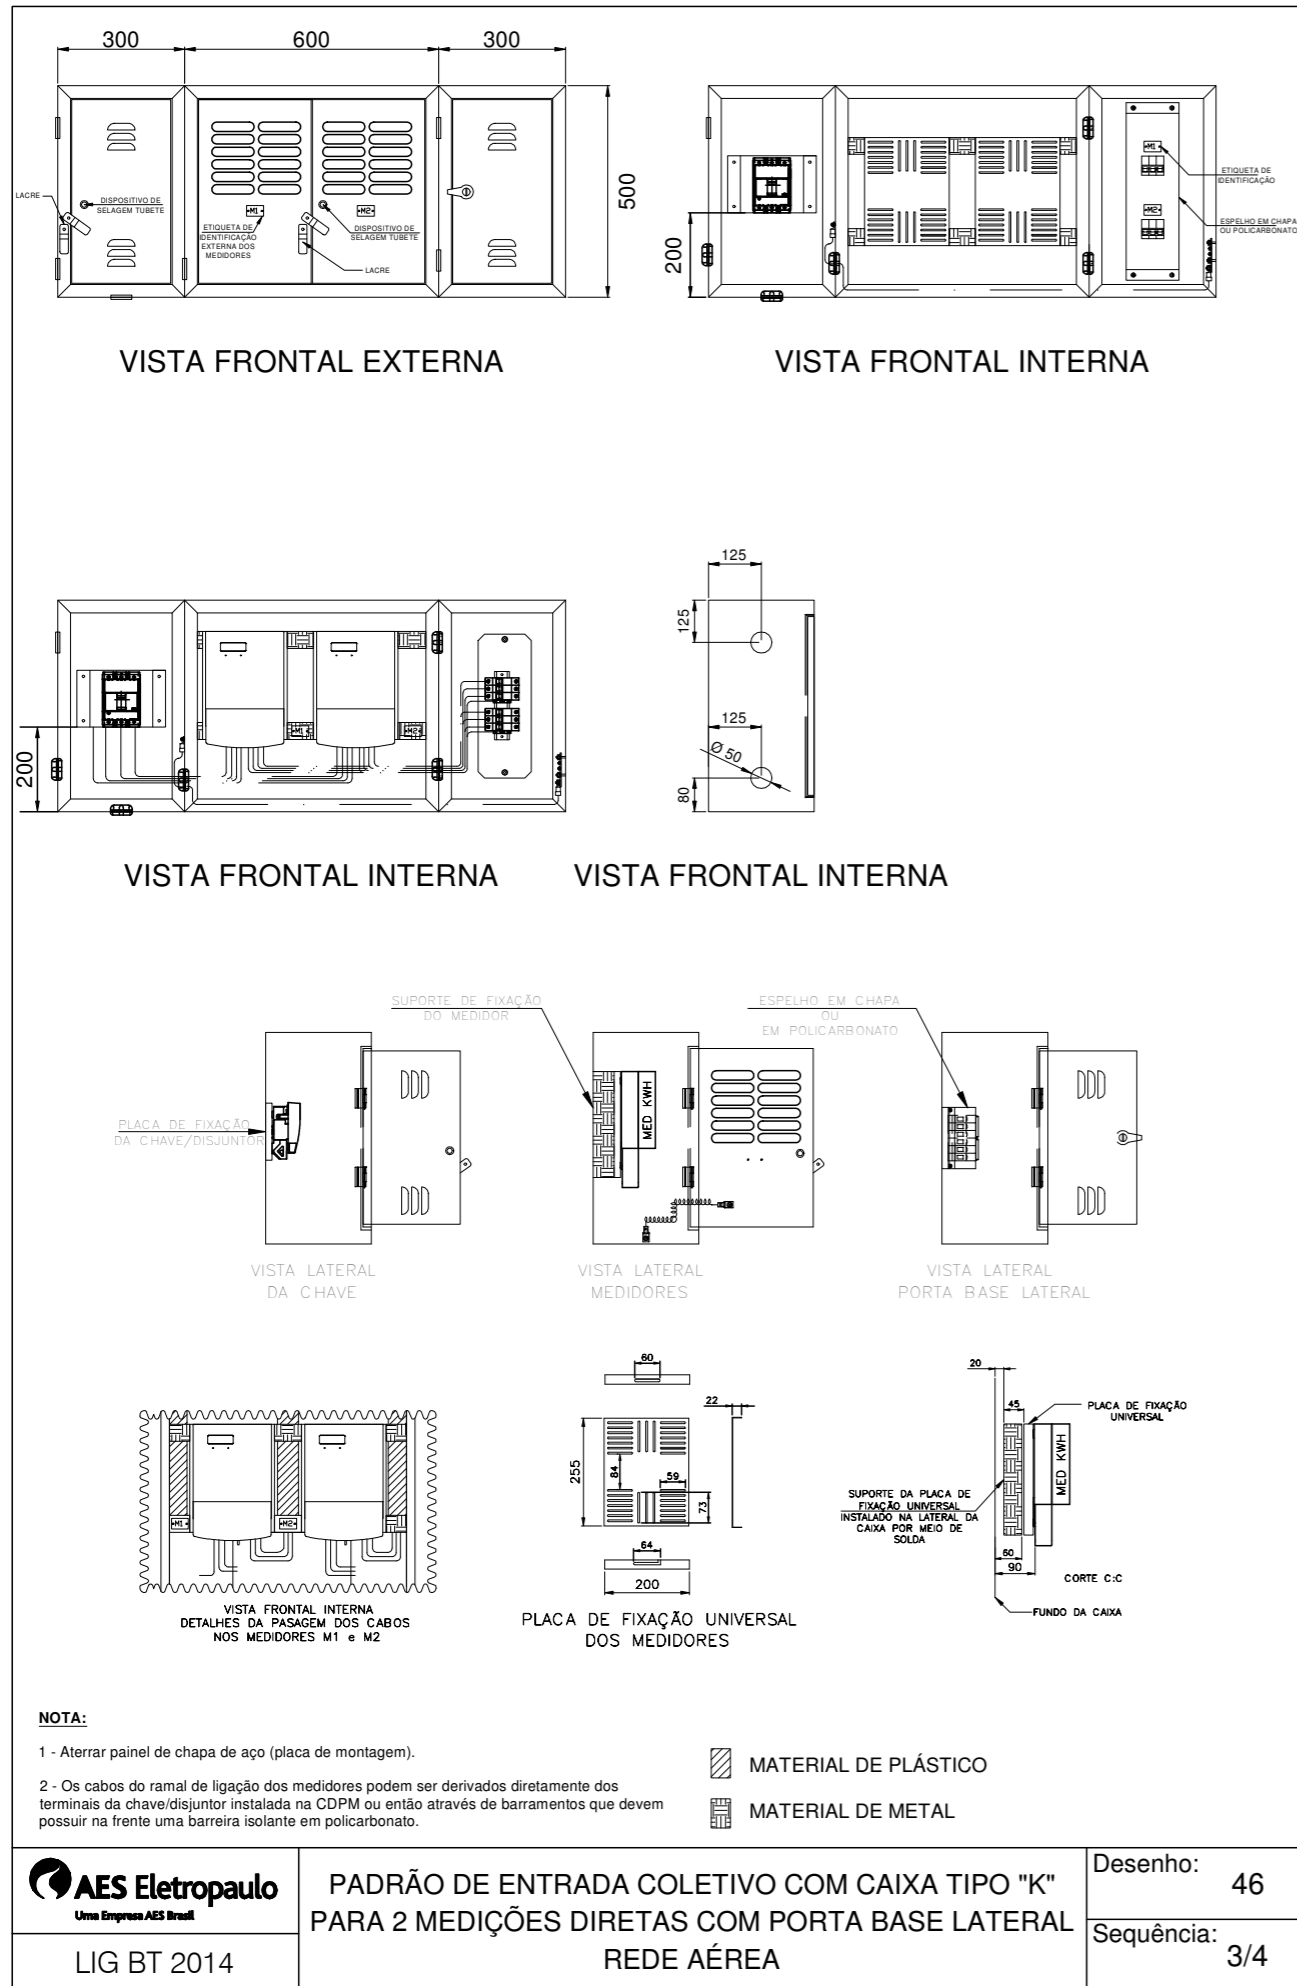 300
600
300
500
LACRE
DISPOSITIVO DE
SELAGEM TUBETE
M1
M2
ETIQUETA DE
IDENTIFICAÇÃO
EXTERNA DOS
MEDIDORES
DISPOSITIVO DE
SELAGEM TUBETE
LACRE
VISTA FRONTAL EXTERNA
200
M1
M2
ETIQUETA DE
IDENTIFICAÇÃO
ESPELHO EM CHAPA
OU POLICARBONATO
VISTA FRONTAL INTERNA
200
M1
M2
VISTA FRONTAL INTERNA
125
125
125
Ø 50
80
VISTA FRONTAL INTERNA
PLACA DE FIXAÇÃO
DA CHAVE/DISJUNTOR
VISTA LATERAL
DA CHAVE
SUPORTE DE FIXAÇÃO
DO MEDIDOR
MED KWH
VISTA LATERAL
MEDIDORES
ESPELHO EM CHAPA
OU
EM POLICARBONATO
VISTA LATERAL
PORTA BASE LATERAL
M1
M2
VISTA FRONTAL INTERNA
DETALHES DA PASAGEM DOS CABOS
NOS MEDIDORES M1 e M2
60
22
255
84
59
73
64
200
PLACA DE FIXAÇÃO UNIVERSAL
DOS MEDIDORES
20
45
PLACA DE FIXAÇÃO
UNIVERSAL
MED KWH
SUPORTE DA PLACA DE
FIXAÇÃO UNIVERSAL
INSTALADO NA LATERAL DA
CAIXA POR MEIO DE
SOLDA
60
90
CORTE C:C
FUNDO DA CAIXA
NOTA:
1 - Aterrar painel de chapa de aço (placa de montagem).
2 - Os cabos do ramal de ligação dos medidores podem ser derivados diretamente dos
terminais da chave/disjuntor instalada na CDPM ou então através de barramentos que devem
possuir na frente uma barreira isolante em policarbonato.
MATERIAL DE PLÁSTICO
MATERIAL DE METAL
AES Eletropaulo
Uma Empresa AES Brasil
LIG BT 2014
PADRÃO DE ENTRADA COLETIVO COM CAIXA TIPO "K"
PARA 2 MEDIÇÕES DIRETAS COM PORTA BASE LATERAL
REDE AÉREA
Desenho:
46
Sequência:
3/4